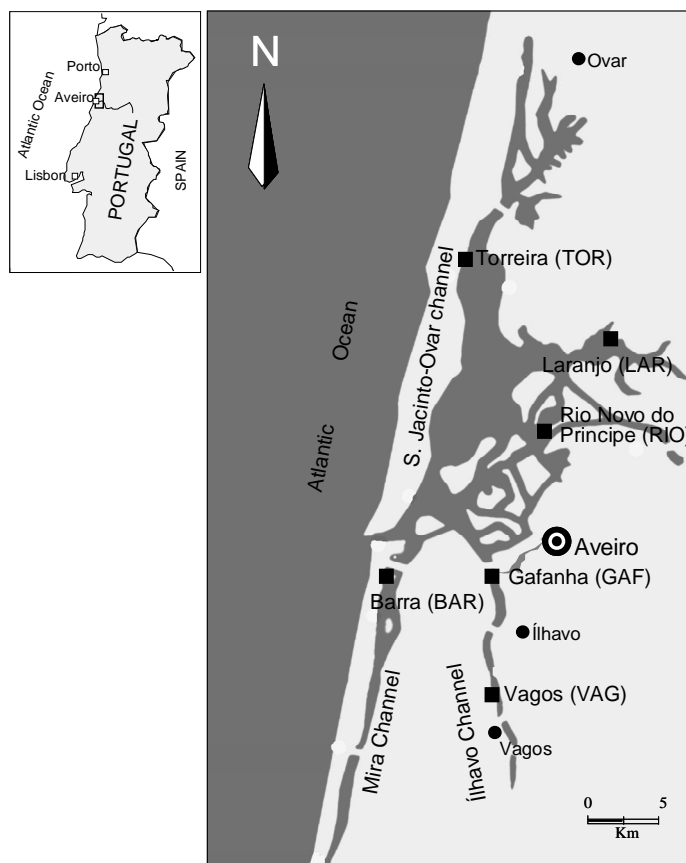 Porto
Aveiro
Atlantic Ocean
Lisbon
PORTUGAL
SPAIN
N
Ovar
Torreira (TOR)
S. Jacinto-Ovar channel
Ocean
Atlantic
Laranjo (LAR)
Rio Novo do
Principe (RIO)
Aveiro
Gafanha (GAF)
Barra (BAR)
Ílhavo
Mira Channel
Ílhavo Channel
Vagos (VAG)
Vagos
0 5
Km